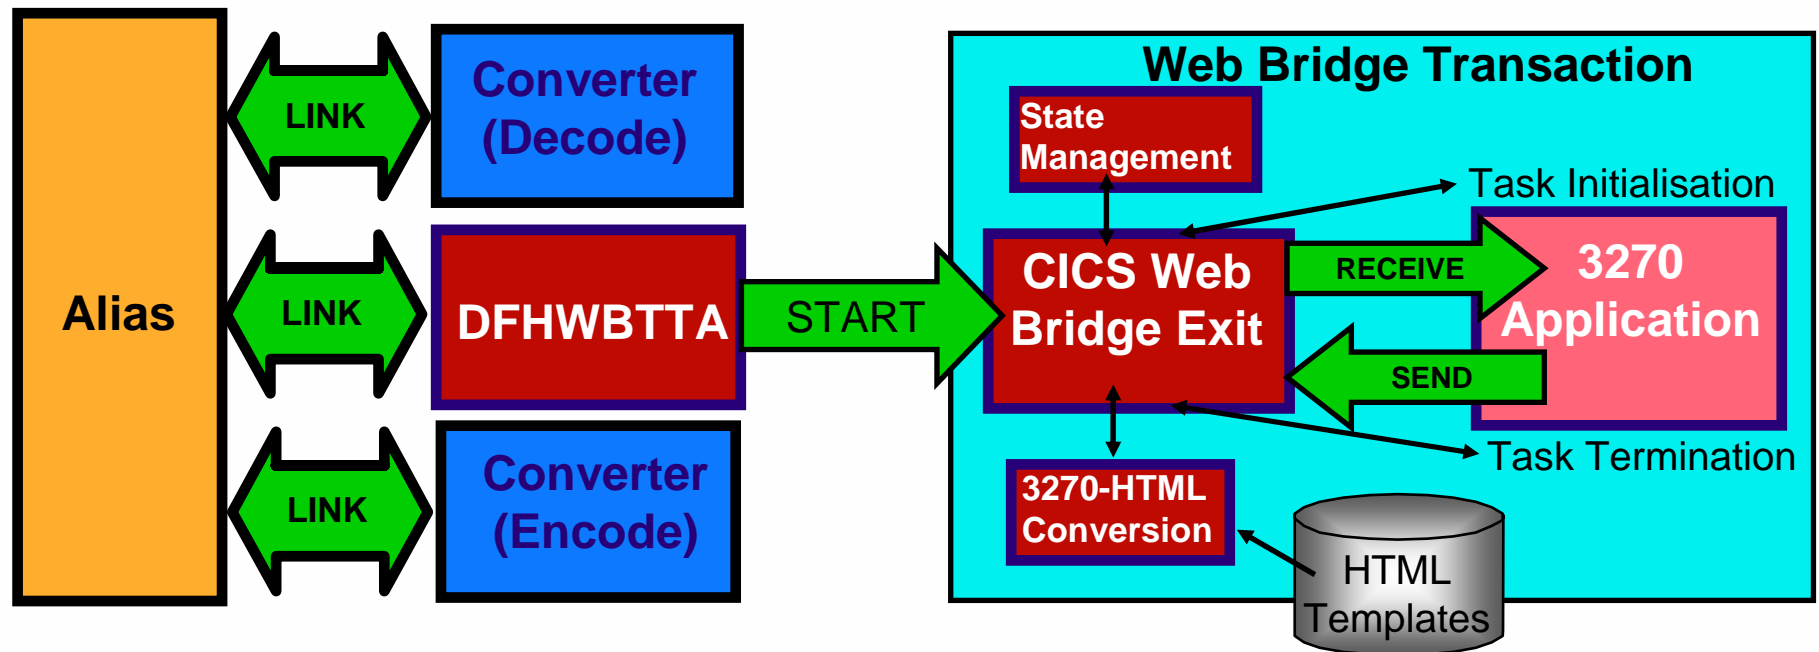 Alias
LINK
Converter
(Decode)
LINK
DFHWBTTA
START
LINK
Converter
(Encode)
Web Bridge Transaction
State
Management
Task Initialisation
CICS Web
Bridge Exit
RECEIVE
3270
Application
SEND
Task Termination
3270-HTML
Conversion
HTML
Templates